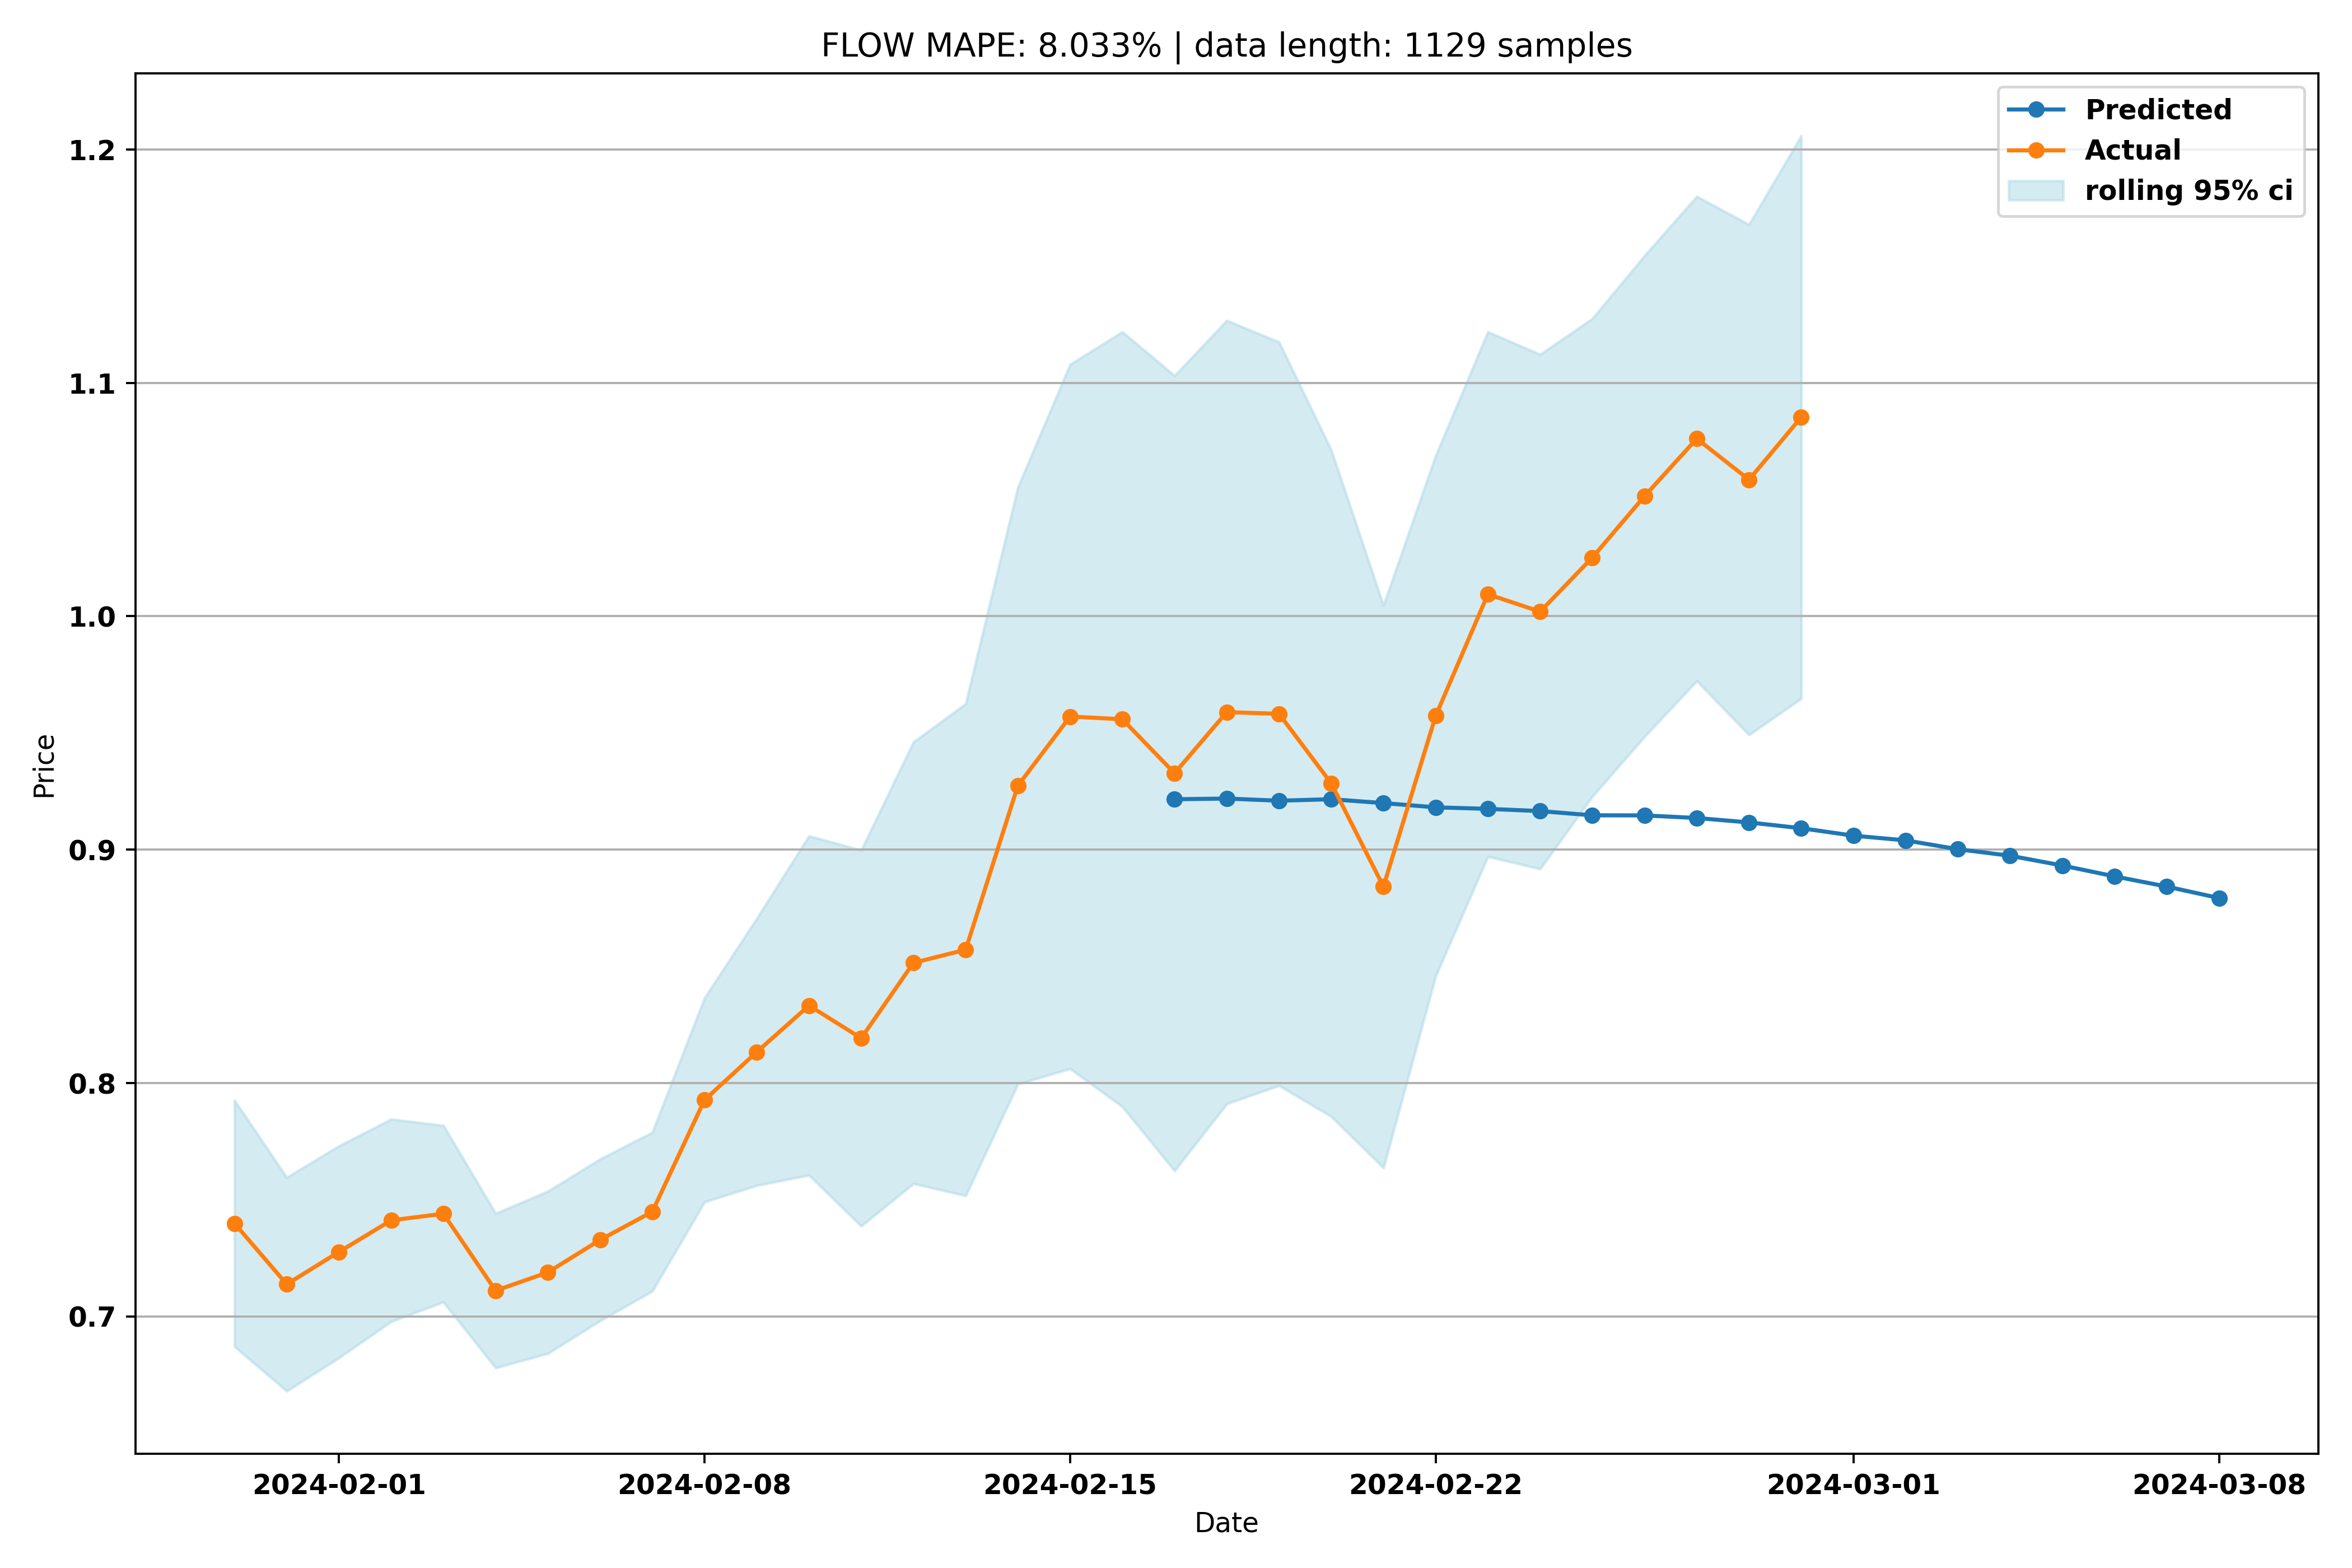 FLOW MAPE: 8.033% | data length: 1129 samples
Predicted
Actual
rolling 95% ci
1.2
1.1
1.0
0.9
0.8
0.7
Price
2024-02-01 2024-02-08 2024-02-15 2024-02-22 2024-03-01 2024-03-08
Date